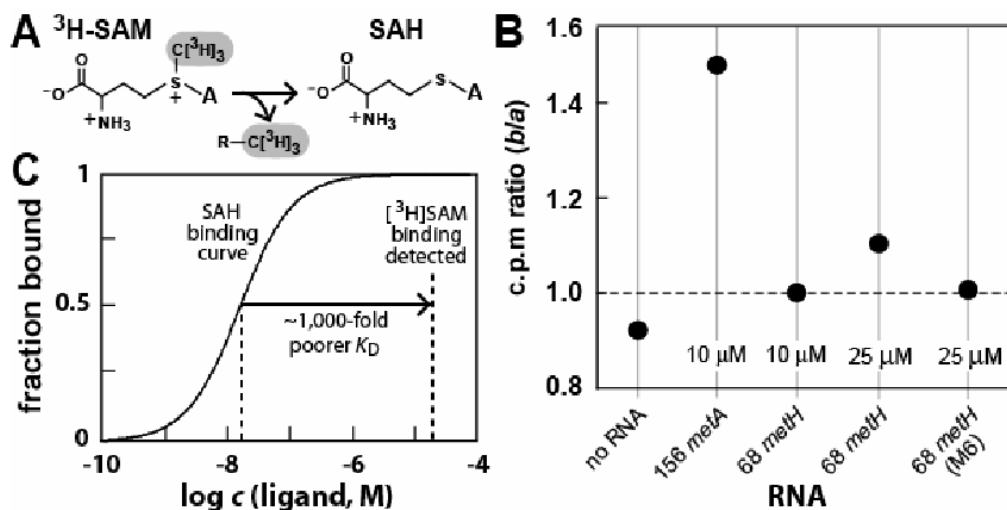 A
³H-SAM
SAH
C[³H]₃
O
⁻O
S
+
A
⁺NH₃
R–C[³H]₃
O
⁻O
S
A
⁺NH₃
B
c.p.m ratio (b/a)
1.6
1.4
1.2
1.0
0.8
10 µM
10 µM
25 µM
25 µM
no RNA
156 metA
68 metH
68 metH
68 metH
(M6)
RNA
C
fraction bound
1
0.5
0
SAH
binding
curve
[³H]SAM
binding
detected
~1,000-fold
poorer KD
-10
-8
-6
-4
log c (ligand, M)